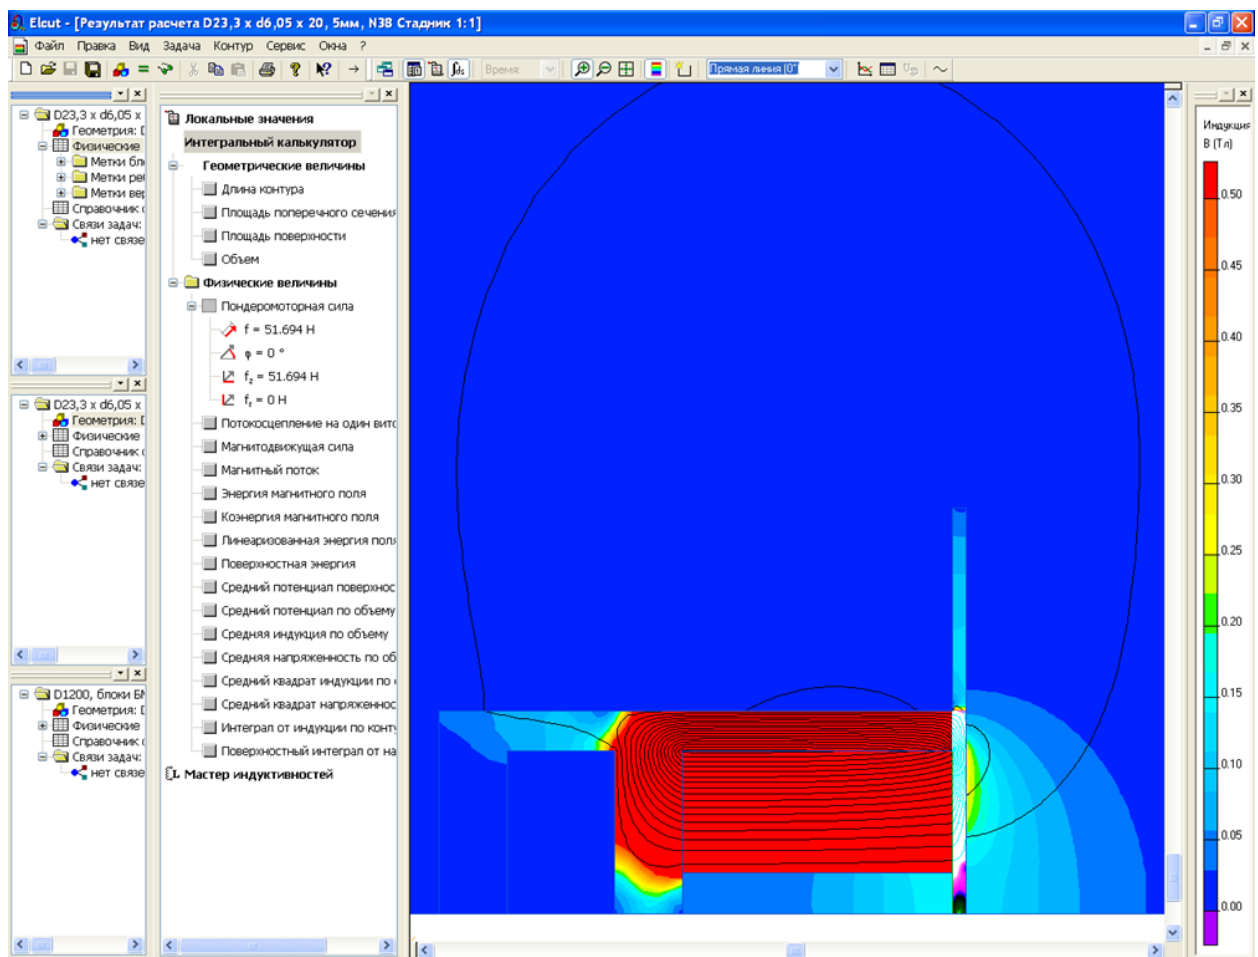 Elcut - [Результат расчета D23,3 x d6,05 x 20, 5мм, N38 Стадник 1:1]
Файл Правка Вид Задача Контур Сервис Окна ?
Время: Прямая линия (0°
D23,3 x d6,05 x
Геометрия: D
Физические
Метки бло
Метки реб
Метки вер
Справочник с
Связи задач:
нет связе
D23,3 x d6,05 x
Геометрия: D
Физические
Справочник с
Связи задач:
нет связе
D1200, блоки БМ
Геометрия: D
Физические
Справочник с
Связи задач:
нет связе
Локальные значения
Интегральный калькулятор
Геометрические величины
Длина контура
Площадь поперечного сечения
Площадь поверхности
Объем
Физические величины
Пондеромоторная сила
f = 51.694 Н
φ = 0 °
fz = 51.694 Н
fr = 0 Н
Потокосцепление на один вито
Магнитодвижущая сила
Магнитный поток
Энергия магнитного поля
Коэнергия магнитного поля
Линеаризованная энергия поля
Поверхностная энергия
Средний потенциал поверхнос
Средний потенциал по объему
Средняя индукция по объему
Средняя напряженность по об
Средний квадрат индукции по
Средний квадрат напряженнос
Интеграл от индукции по конту
Поверхностный интеграл от на
Мастер индуктивностей
Индукция
B (Тл)
0.50
0.45
0.40
0.35
0.30
0.25
0.20
0.15
0.10
0.05
0.00